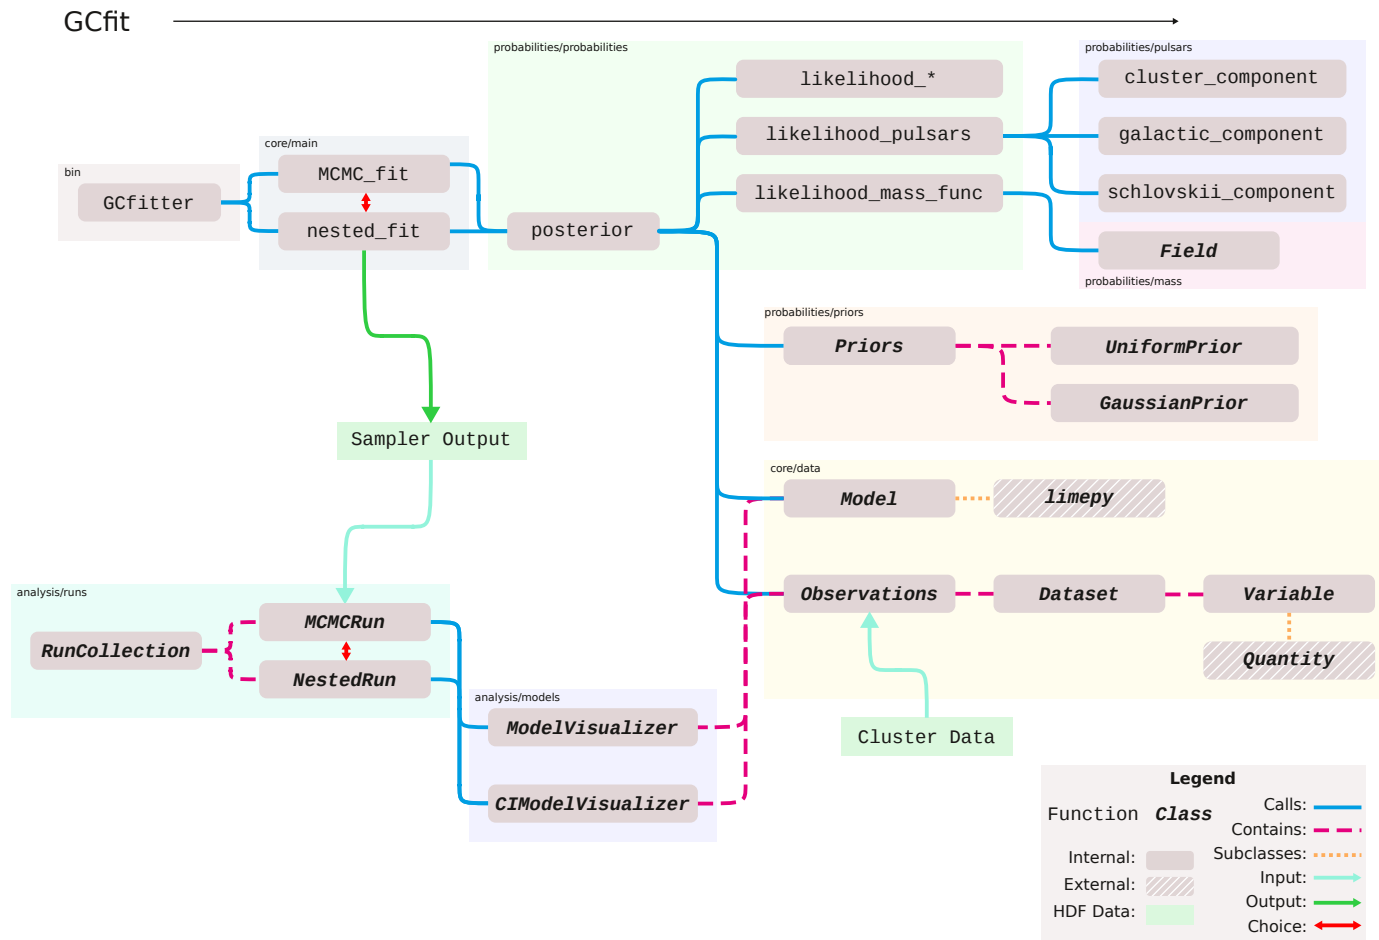 GCfit
probabilities/probabilities
probabilities/pulsars
likelihood_*
cluster_component
core/main
likelihood_pulsars
galactic_component
bin
MCMC_fit
GCfitter
likelihood_mass_func
schlovskii_component
nested_fit
posterior
Field
probabilities/mass
probabilities/priors
Priors
UniformPrior
GaussianPrior
Sampler Output
core/data
Model
limepy
analysis/runs
Observations
Dataset
Variable
MCMCRun
RunCollection
NestedRun
Quantity
analysis/models
ModelVisualizer
Cluster Data
CIModelVisualizer
Legend
Function Class
Calls:
Contains:
Internal:
Subclasses:
External:
Input:
HDF Data:
Output:
Choice: